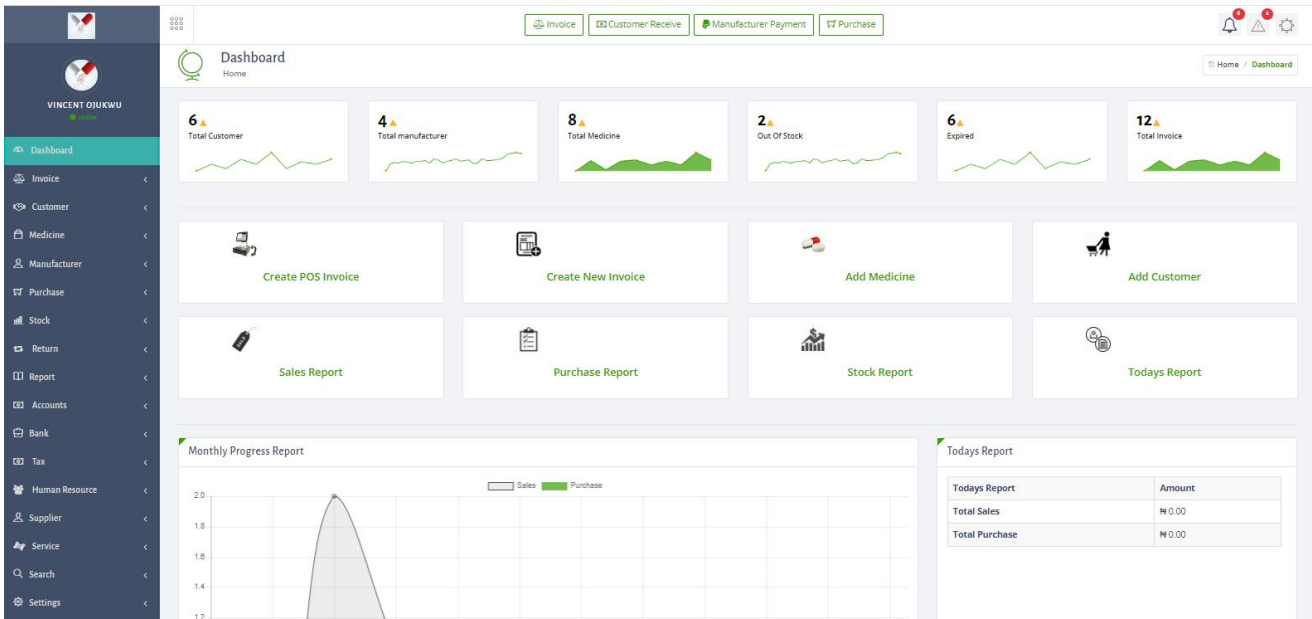 Invoice
Customer Receive
Manufacturer Payment
Purchase
VINCENT OJUKWU
Online
Dashboard
Invoice
Customer
Medicine
Manufacturer
Purchase
Stock
Return
Report
Accounts
Bank
Tax
Human Resource
Supplier
Service
Search
Settings
Dashboard
Home
Home / Dashboard
6
Total Customer
4
Total manufacturer
8
Total Medicine
2
Out Of Stock
6
Expired
12
Total Invoice
Create POS Invoice
Create New Invoice
Add Medicine
Add Customer
Sales Report
Purchase Report
Stock Report
Todays Report
Monthly Progress Report
Sales Purchase
2.0
1.8
1.6
1.4
1.2
Todays Report
Todays Report Amount
Total Sales ₦ 0.00
Total Purchase ₦ 0.00